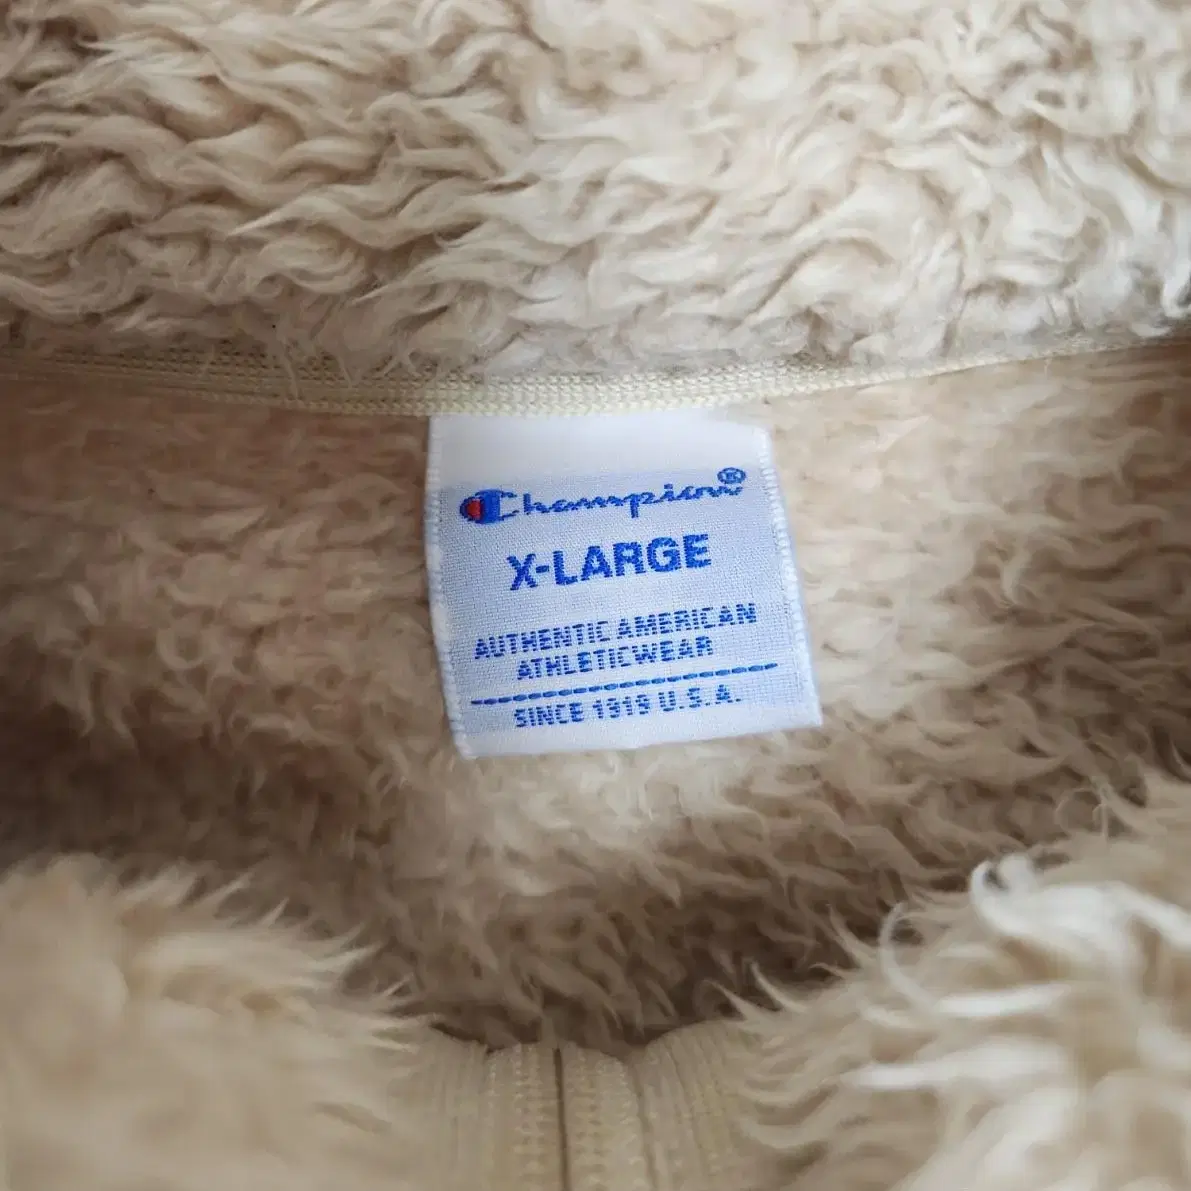 Champion®
X-LARGE
AUTHENTIC AMERICAN
ATHLETICWEAR
SINCE 1919 U.S.A.